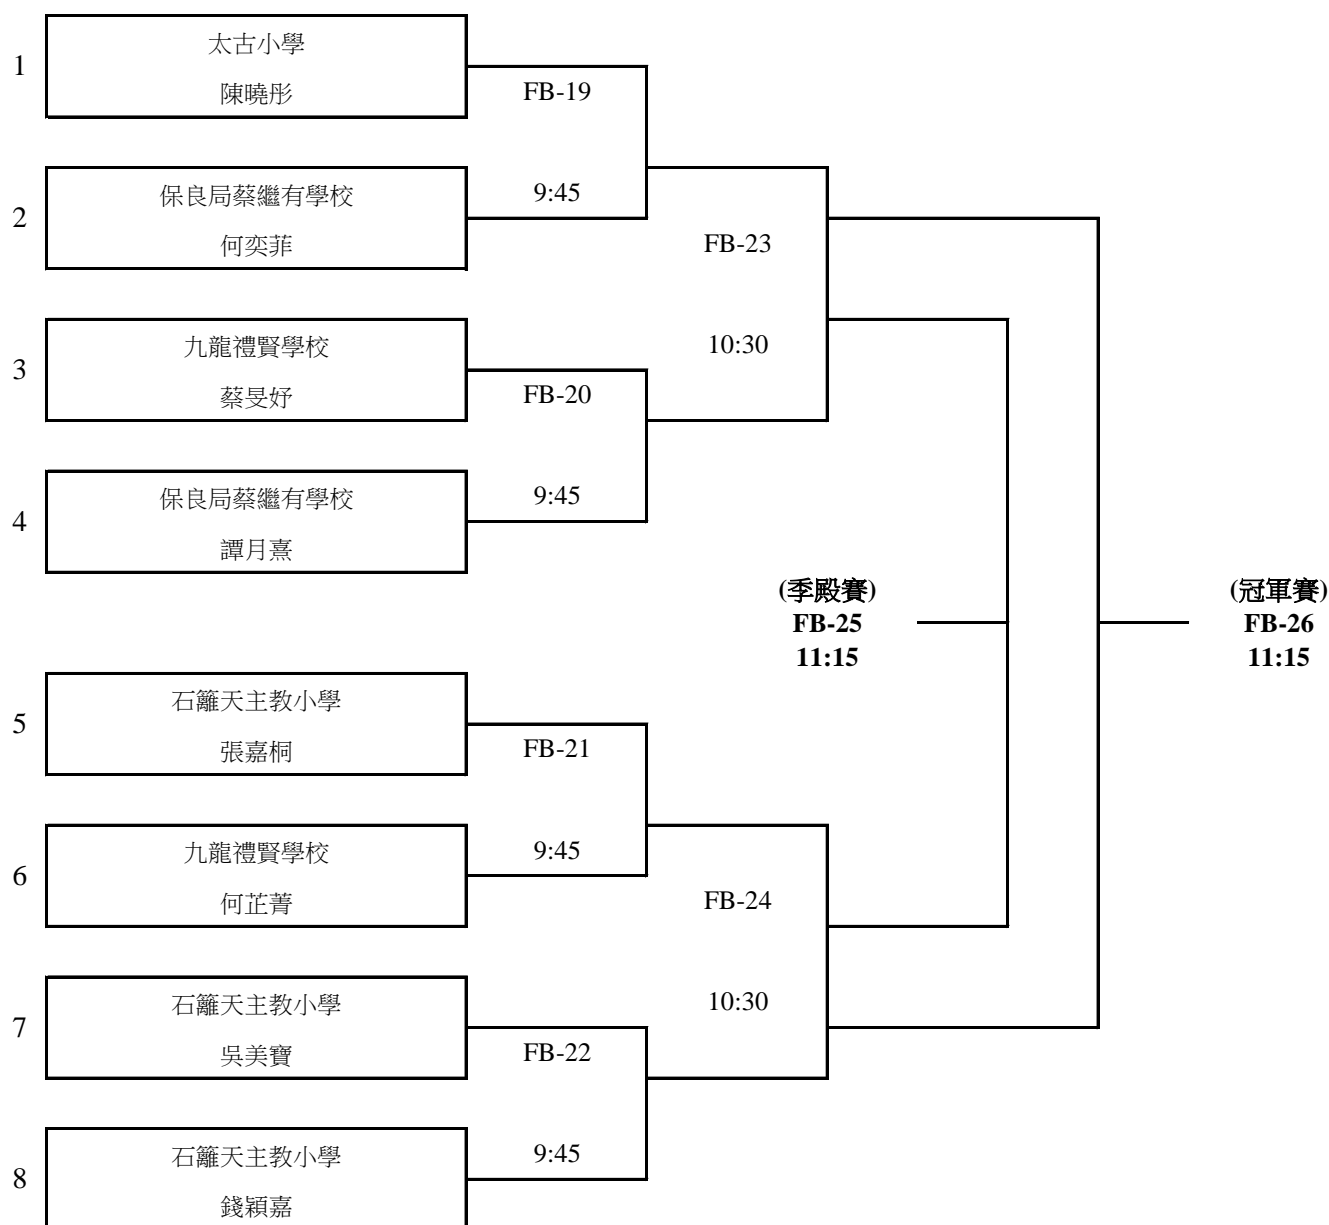 太古小學
1
陳曉彤
FB-19
保良局蔡繼有學校
9:45
2
何奕菲
FB-23
九龍禮賢學校
10:30
3
蔡旻妤
FB-20
保良局蔡繼有學校
9:45
4
譚月熹
(季殿賽)
FB-25
11:15
(冠軍賽)
FB-26
11:15
石籬天主教小學
5
張嘉桐
FB-21
九龍禮賢學校
9:45
6
何芷菁
FB-24
石籬天主教小學
10:30
7
吳美寶
FB-22
石籬天主教小學
9:45
8
錢穎嘉